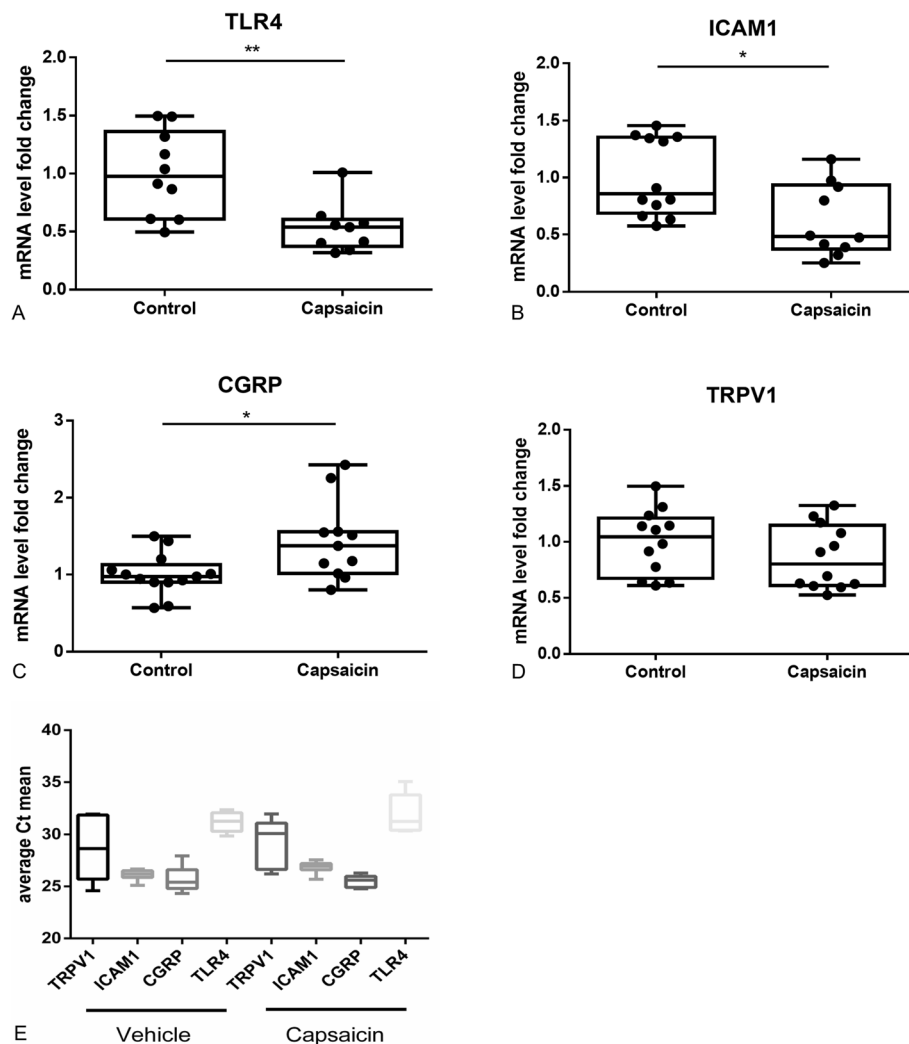 TLR4
**
mRNA level fold change
2.0
1.5
1.0
0.5
0.0
Control Capsaicin
A
ICAM1
*
mRNA level fold change
2.0
1.5
1.0
0.5
0.0
Control Capsaicin
B
CGRP
*
mRNA level fold change
3
2
1
0
Control Capsaicin
C
TRPV1
mRNA level fold change
2.0
1.5
1.0
0.5
0.0
Control Capsaicin
D
average Ct mean
40
35
30
25
20
TRPV1 ICAM1 CGRP TLR4 TRPV1 ICAM1 CGRP TLR4
Vehicle Capsaicin
E